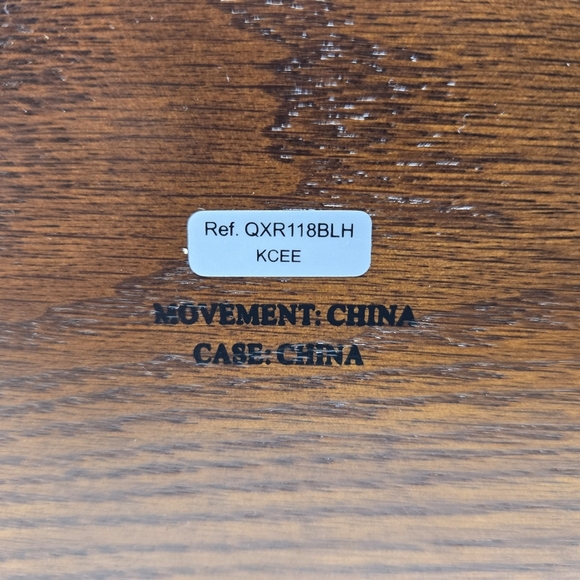 Ref. QXR118BLH
KCEE
MOVEMENT: CHINA
CASE: CHINA